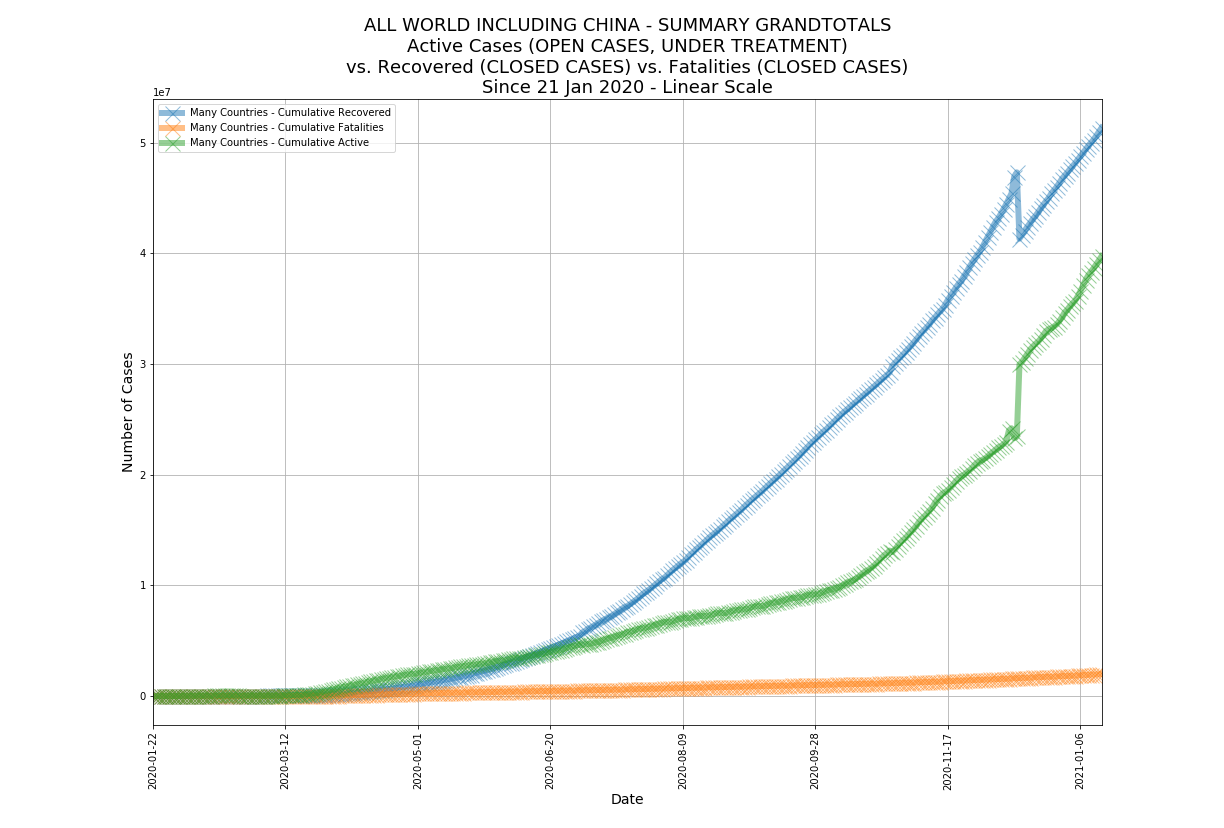 ALL WORLD INCLUDING CHINA - SUMMARY GRANDTOTALS
Active Cases (OPEN CASES, UNDER TREATMENT)
vs. Recovered (CLOSED CASES) vs. Fatalities (CLOSED CASES)
Since 21 Jan 2020 - Linear Scale
1e7
Many Countries - Cumulative Recovered
Many Countries - Cumulative Fatalities
Many Countries - Cumulative Active
5
4
3
2
1
0
Number of Cases
2020-01-22
2020-03-12
2020-05-01
2020-06-20
2020-08-09
2020-09-28
2020-11-17
2021-01-06
Date